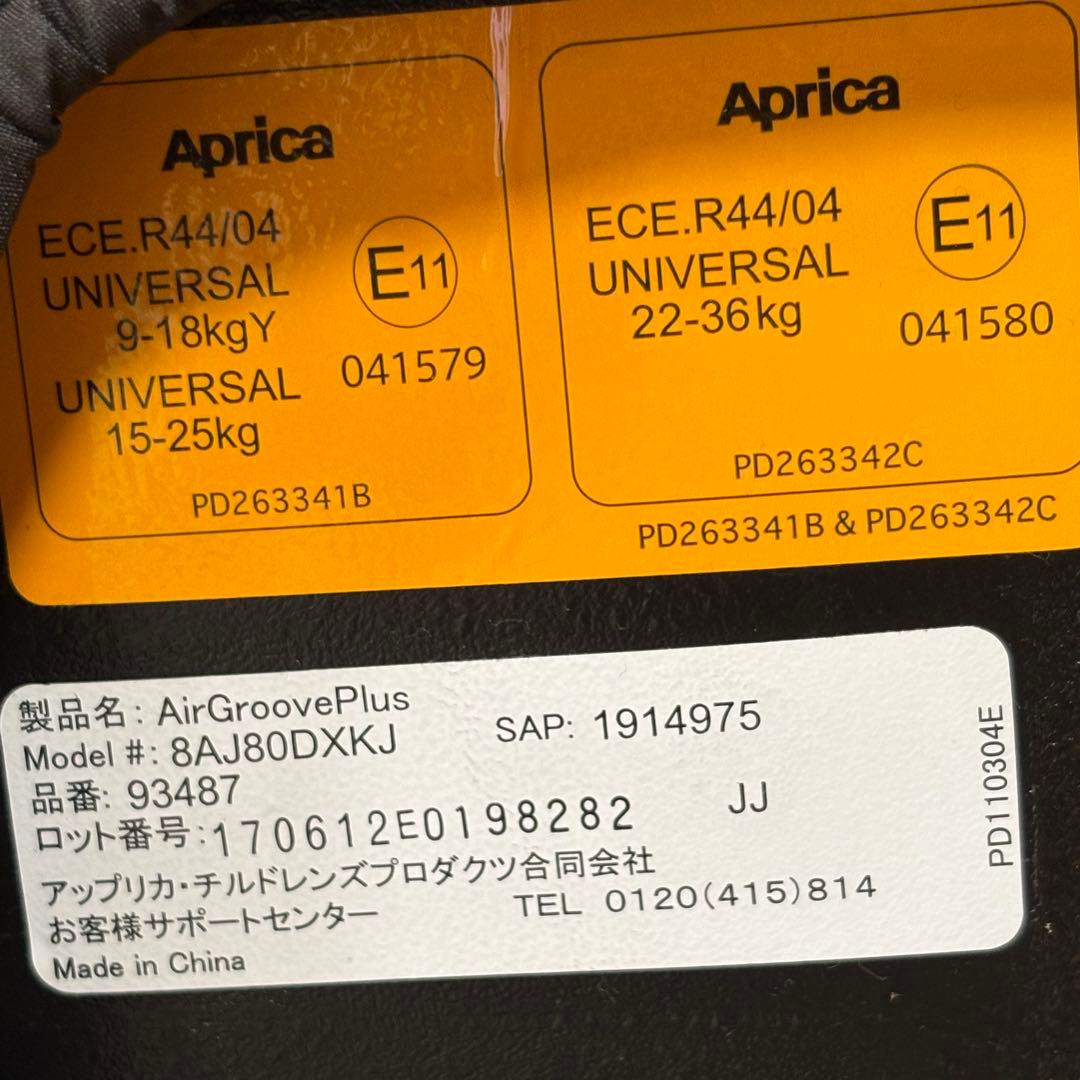 Aprica
ECE.R44/04
UNIVERSAL
9-18kgY
UNIVERSAL
15-25kg
E11
041579
PD263341B
Aprica
ECE.R44/04
UNIVERSAL
22-36kg
E11
041580
PD263342C
PD263341B & PD263342C
製品名: AirGroovePlus
Model #: 8AJ80DXKJ
SAP: 1914975
品番: 93487
JJ
ロット番号:170612E0198282
アップリカ・チルドレンズプロダクツ合同会社
お客様サポートセンター TEL 0120(415)814
Made in China
PD110304E